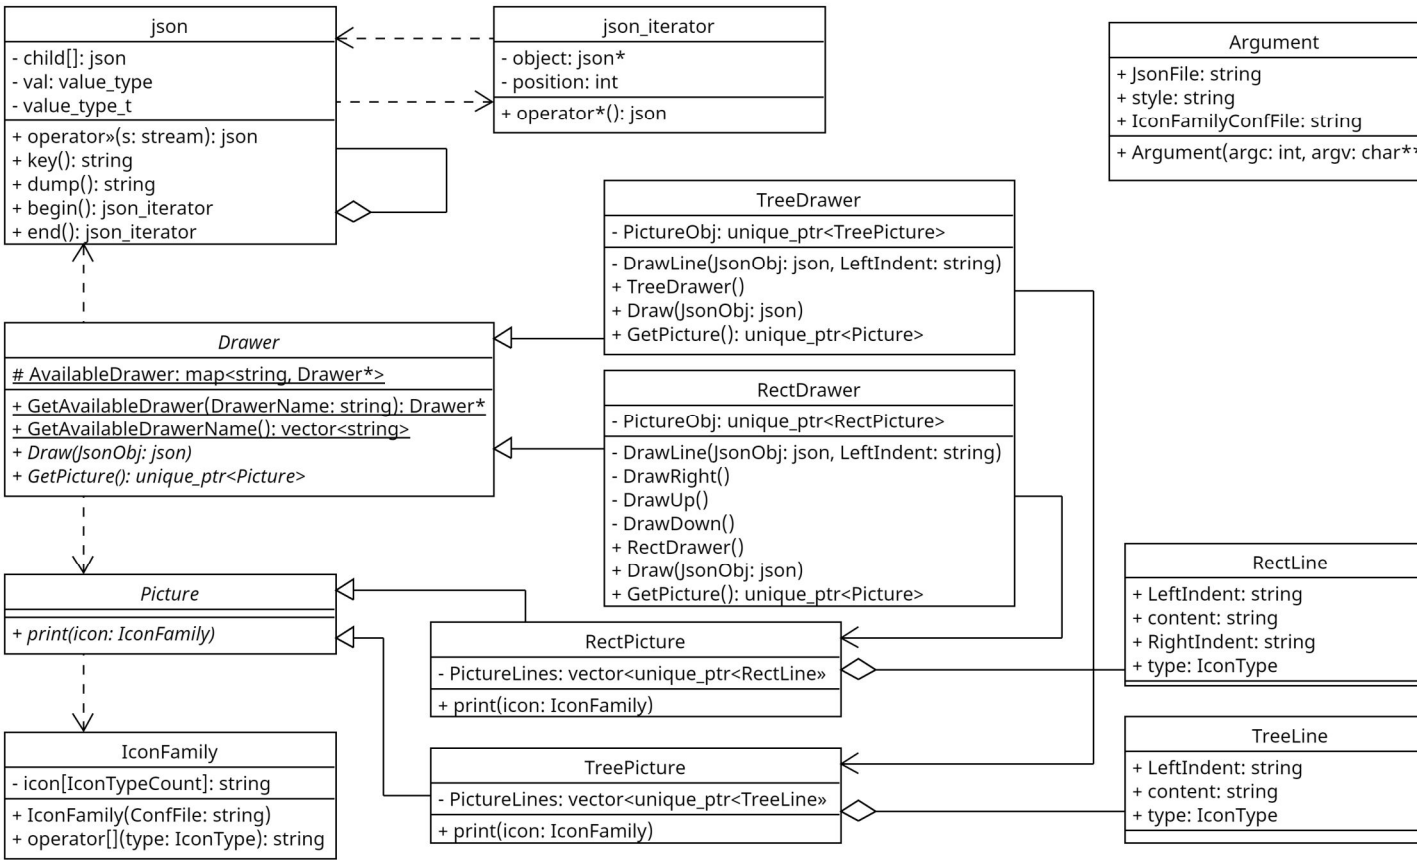 json
- child[]: json
- val: value_type
- value_type_t
+ operator»(s: stream): json
+ key(): string
+ dump(): string
+ begin(): json_iterator
+ end(): json_iterator
json_iterator
- object: json*
- position: int
+ operator*(): json
Argument
+ JsonFile: string
+ style: string
+ IconFamilyConfFile: string
+ Argument(argc: int, argv: char**
TreeDrawer
- PictureObj: unique_ptr<TreePicture>
- DrawLine(JsonObj: json, LeftIndent: string)
+ TreeDrawer()
+ Draw(JsonObj: json)
+ GetPicture(): unique_ptr<Picture>
Drawer
# AvailableDrawer: map<string, Drawer*>
+ GetAvailableDrawer(DrawerName: string): Drawer*
+ GetAvailableDrawerName(): vector<string>
+ Draw(JsonObj: json)
+ GetPicture(): unique_ptr<Picture>
RectDrawer
- PictureObj: unique_ptr<RectPicture>
- DrawLine(JsonObj: json, LeftIndent: string)
- DrawRight()
- DrawUp()
- DrawDown()
+ RectDrawer()
+ Draw(JsonObj: json)
+ GetPicture(): unique_ptr<Picture>
Picture
+ print(icon: IconFamily)
RectPicture
- PictureLines: vector<unique_ptr<RectLine»
+ print(icon: IconFamily)
RectLine
+ LeftIndent: string
+ content: string
+ RightIndent: string
+ type: IconType
IconFamily
- icon[IconTypeCount]: string
+ IconFamily(ConfFile: string)
+ operator[](type: IconType): string
TreePicture
- PictureLines: vector<unique_ptr<TreeLine»
+ print(icon: IconFamily)
TreeLine
+ LeftIndent: string
+ content: string
+ type: IconType